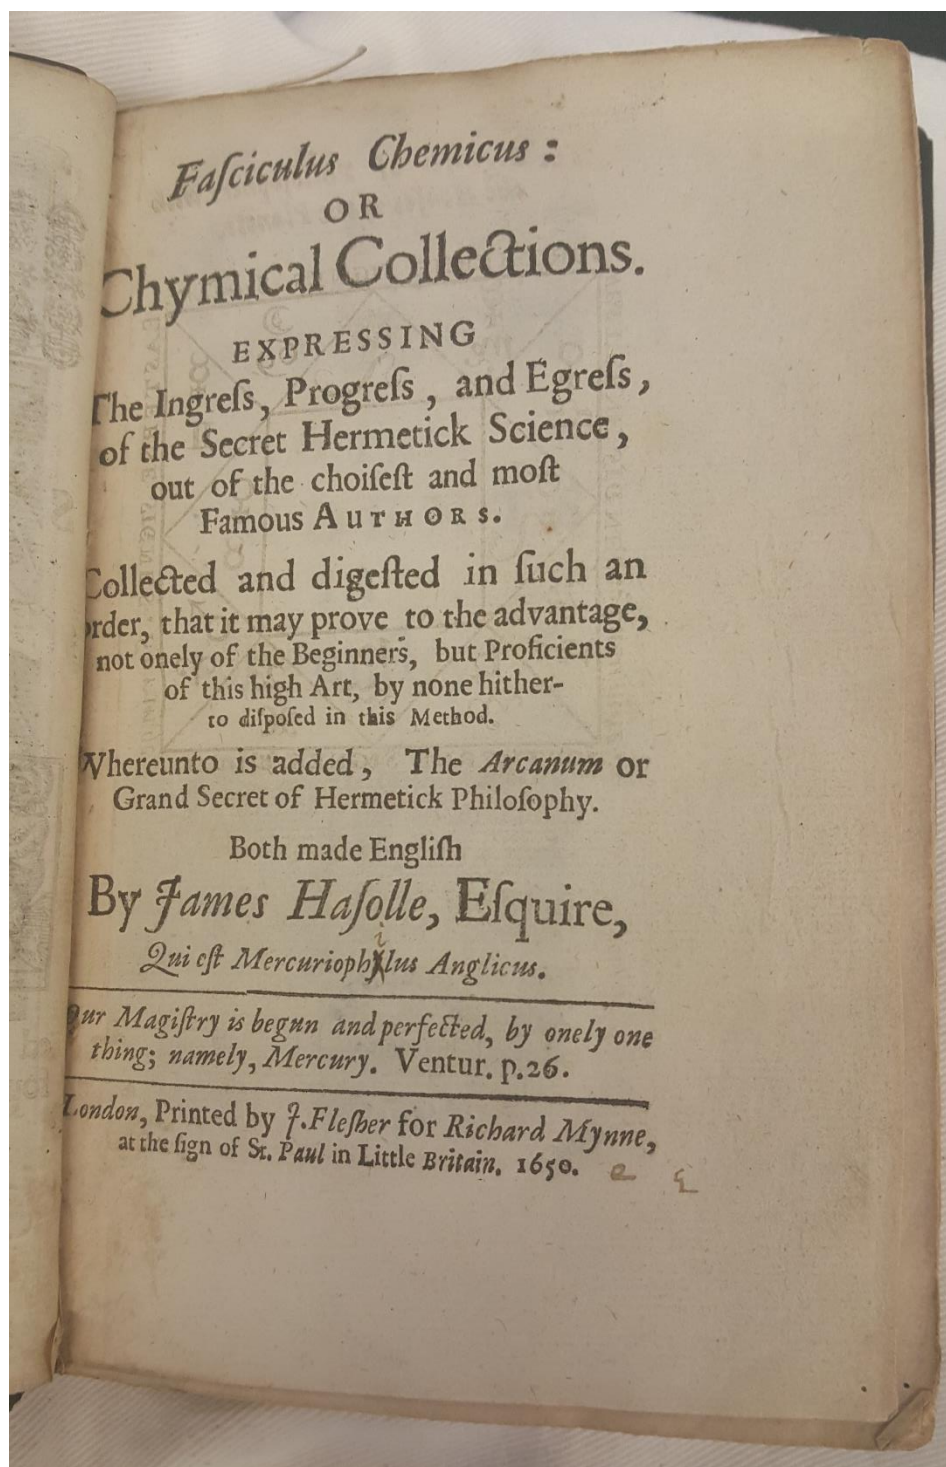 Faſciculus Chemicus:
OR
Chymical Collections.
EXPRESSING
The Ingreſs, Progreſs, and Egreſs,
of the Secret Hermetick Science,
out of the choiſeſt and moſt
Famous AUTHORS.
Collected and digeſted in ſuch an
order, that it may prove to the advantage,
not onely of the Beginners, but Proficients
of this high Art, by none hither-
to diſpoſed in this Method.
Whereunto is added, The Arcanum or
Grand Secret of Hermetick Philoſophy.
Both made Engliſh
By James Haſolle, Eſquire,
Qui eſt Mercuriophilus Anglicus.
Our Magiſtry is begun and perfected, by onely one
thing; namely, Mercury. Ventur. p.26.
London, Printed by J.Fleſher for Richard Mynne,
at the ſign of St. Paul in Little Britain. 1650.